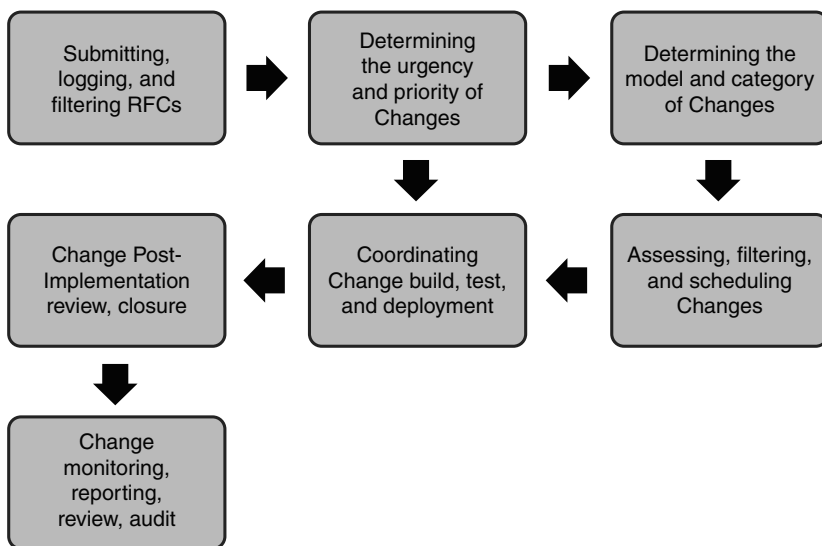 Submitting,
logging, and
filtering RFCs
Determining
the urgency
and priority of
Changes
Determining the
model and category
of Changes
Change Post-
Implementation
review, closure
Coordinating
Change build, test,
and deployment
Assessing, filtering,
and scheduling
Changes
Change
monitoring,
reporting,
review, audit